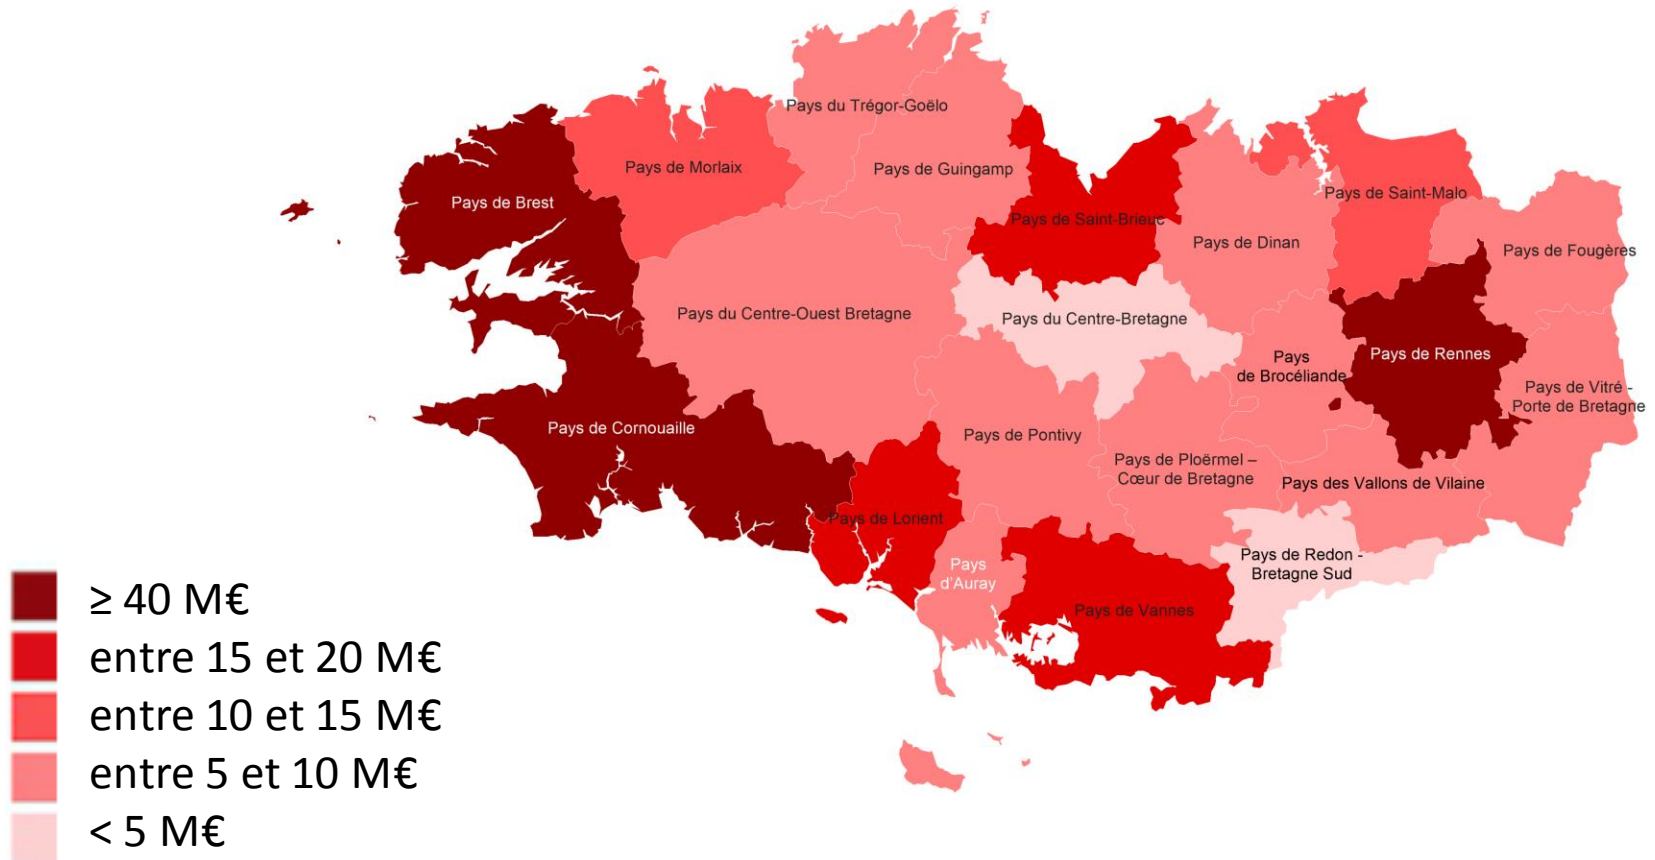 Pays du Trégor-Goëlo
Pays de Morlaix
Pays de Guingamp
Pays de Brest
Pays de Saint-Malo
Pays de Saint-Brieuc
Pays de Dinan
Pays de Fougères
Pays du Centre-Ouest Bretagne
Pays du Centre-Bretagne
Pays
de Brocéliande
Pays de Rennes
Pays de Vitré -
Porte de Bretagne
Pays de Cornouaille
Pays de Pontivy
Pays de Ploërmel –
Cœur de Bretagne
Pays des Vallons de Vilaine
Pays de Lorient
Pays de Redon -
Bretagne Sud
Pays
d'Auray
Pays de Vannes
≥ 40 M€
entre 15 et 20 M€
entre 10 et 15 M€
entre 5 et 10 M€
< 5 M€